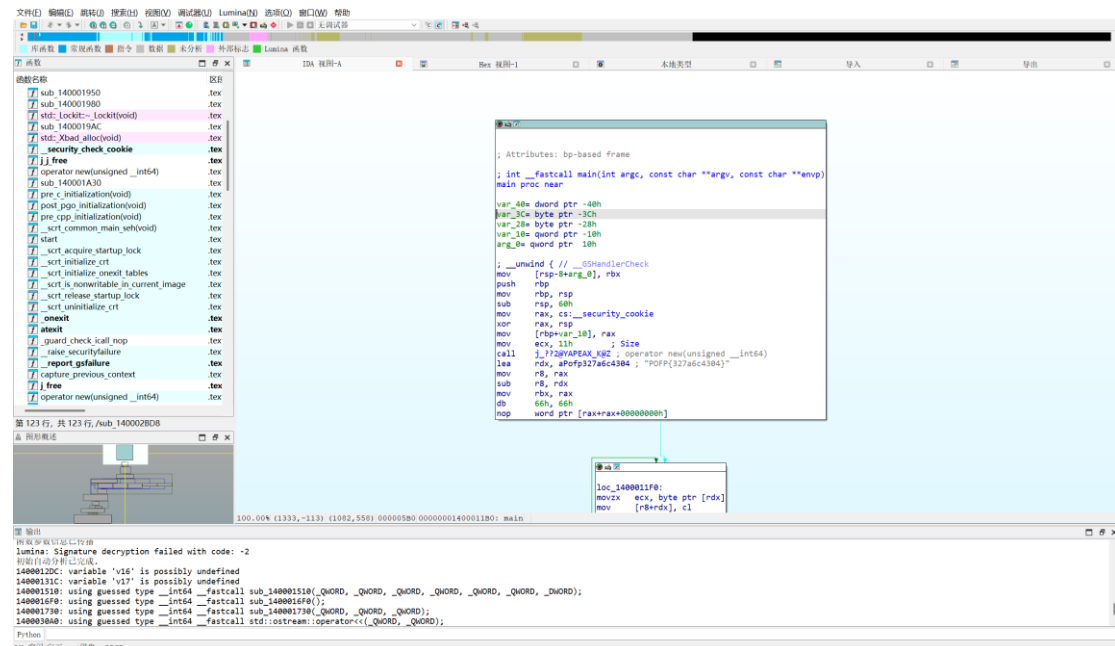 文件(F) 编辑(E) 跳转(J) 搜索(H) 视图(V) 调试器(U) Lumina(N) 选项(O) 窗口(W) 帮助
无调试器
库函数 常规函数 指令 数据 未分析 外部标志 Lumina 函数
函数
IDA 视图-A
Hex 视图-1
本地类型
导入
导出
函数名称
sub_140001950 .tex
sub_140001980 .tex
std::_Lockit::~_Lockit(void) .tex
sub_1400019AC .tex
std::_Xbad_alloc(void) .tex
__security_check_cookie .tex
j_j_free .tex
operator new(unsigned __int64) .tex
sub_140001A30 .tex
pre_c_initialization(void) .tex
post_pgo_initialization(void) .tex
pre_cpp_initialization(void) .tex
__scrt_common_main_seh(void) .tex
start .tex
__scrt_acquire_startup_lock .tex
__scrt_initialize_crt .tex
__scrt_initialize_onexit_tables .tex
__scrt_is_nonwritable_in_current_image .tex
__scrt_release_startup_lock .tex
__scrt_uninitialize_crt .tex
_onexit .tex
atexit .tex
_guard_check_icall_nop .tex
__raise_securityfailure .tex
__report_gsfailure .tex
capture_previous_context .tex
j_free .tex
operator new(unsigned __int64) .tex
第 123 行, 共 123 行, /sub_140002BD8
图形概述
; Attributes: bp-based frame
; int __fastcall main(int argc, const char **argv, const char **envp)
main proc near
var_40= dword ptr -40h
var_3C= byte ptr -3Ch
var_28= byte ptr -28h
var_10= qword ptr -10h
arg_0= qword ptr 10h
; __unwind { // __GSHandlerCheck
mov [rsp-8+arg_0], rbx
push rbp
mov rbp, rsp
sub rsp, 60h
mov rax, cs:__security_cookie
xor rax, rsp
mov [rbp+var_10], rax
mov ecx, 11h ; Size
call j_??2@YAPEAX_K@Z ; operator new(unsigned __int64)
lea rdx, aPofp327a6c4304 ; "POFP{327a6c4304}"
mov r8, rax
sub r8, rdx
mov rbx, rax
db 66h, 66h
nop word ptr [rax+rax+00000000h]
loc_1400011F0:
movzx ecx, byte ptr [rdx]
mov [r8+rdx], cl
100.00% (1333,-113) (1082,558) 000005B0 00000001400011B0: main
输出
lumina: Signature decryption failed with code: -2
初始自动分析已完成。
1400012DC: variable 'v16' is possibly undefined
14000131C: variable 'v17' is possibly undefined
140001510: using guessed type __int64 __fastcall sub_140001510(_QWORD, _QWORD, _QWORD, _QWORD, _QWORD, _QWORD, _DWORD);
1400016F0: using guessed type __int64 __fastcall sub_1400016F0();
140001730: using guessed type __int64 __fastcall sub_140001730(_QWORD, _QWORD);
1400030A0: using guessed type __int64 __fastcall std::ostream::operator<<(_QWORD, _QWORD);
Python